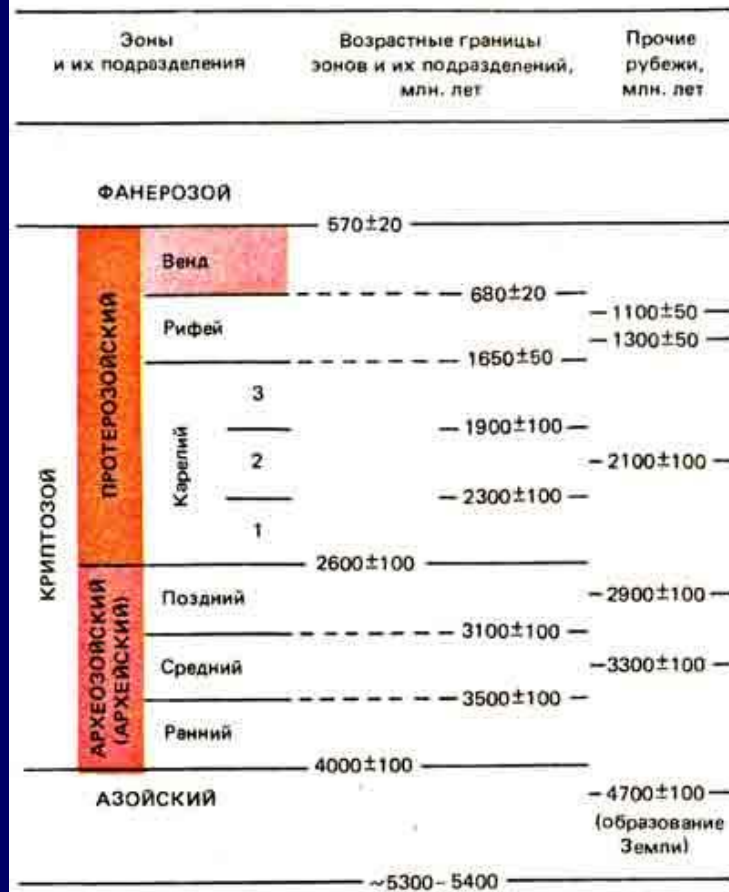 Эоны
и их подразделения
Возрастные границы
эонов и их подразделений,
млн. лет
Прочие
рубежи,
млн. лет
ФАНЕРОЗОЙ
570±20
КРИПТОЗОЙ
ПРОТЕРОЗОЙСКИЙ
Венд
680±20
1100±50
Рифей
1300±50
1650±50
Карелий
3
1900±100
2
2100±100
2300±100
1
2600±100
АРХЕОЗОЙСКИЙ
(АРХЕЙСКИЙ)
Поздний
2900±100
3100±100
Средний
3300±100
3500±100
Ранний
4000±100
АЗОЙСКИЙ
4700±100
(образование
Земли)
~5300–5400